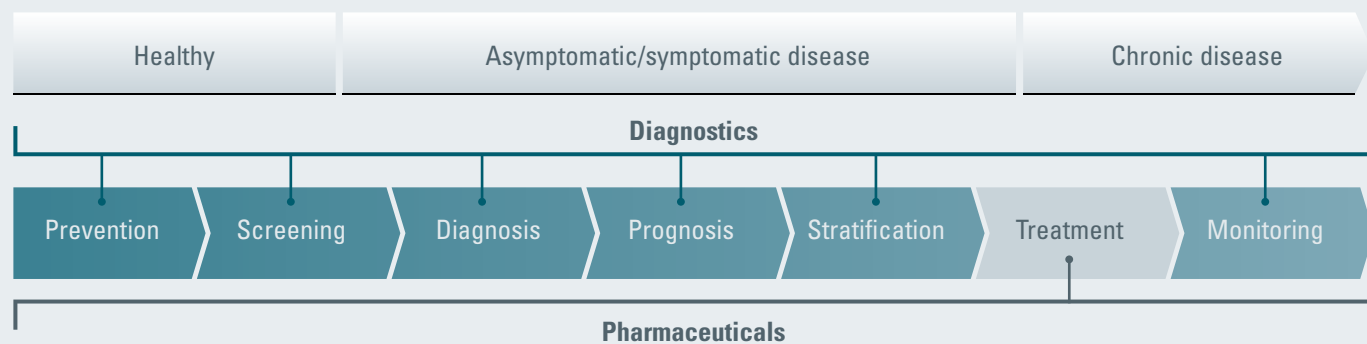 Healthy
Asymptomatic/symptomatic disease
Chronic disease
Diagnostics
Prevention
Screening
Diagnosis
Prognosis
Stratification
Treatment
Monitoring
Pharmaceuticals